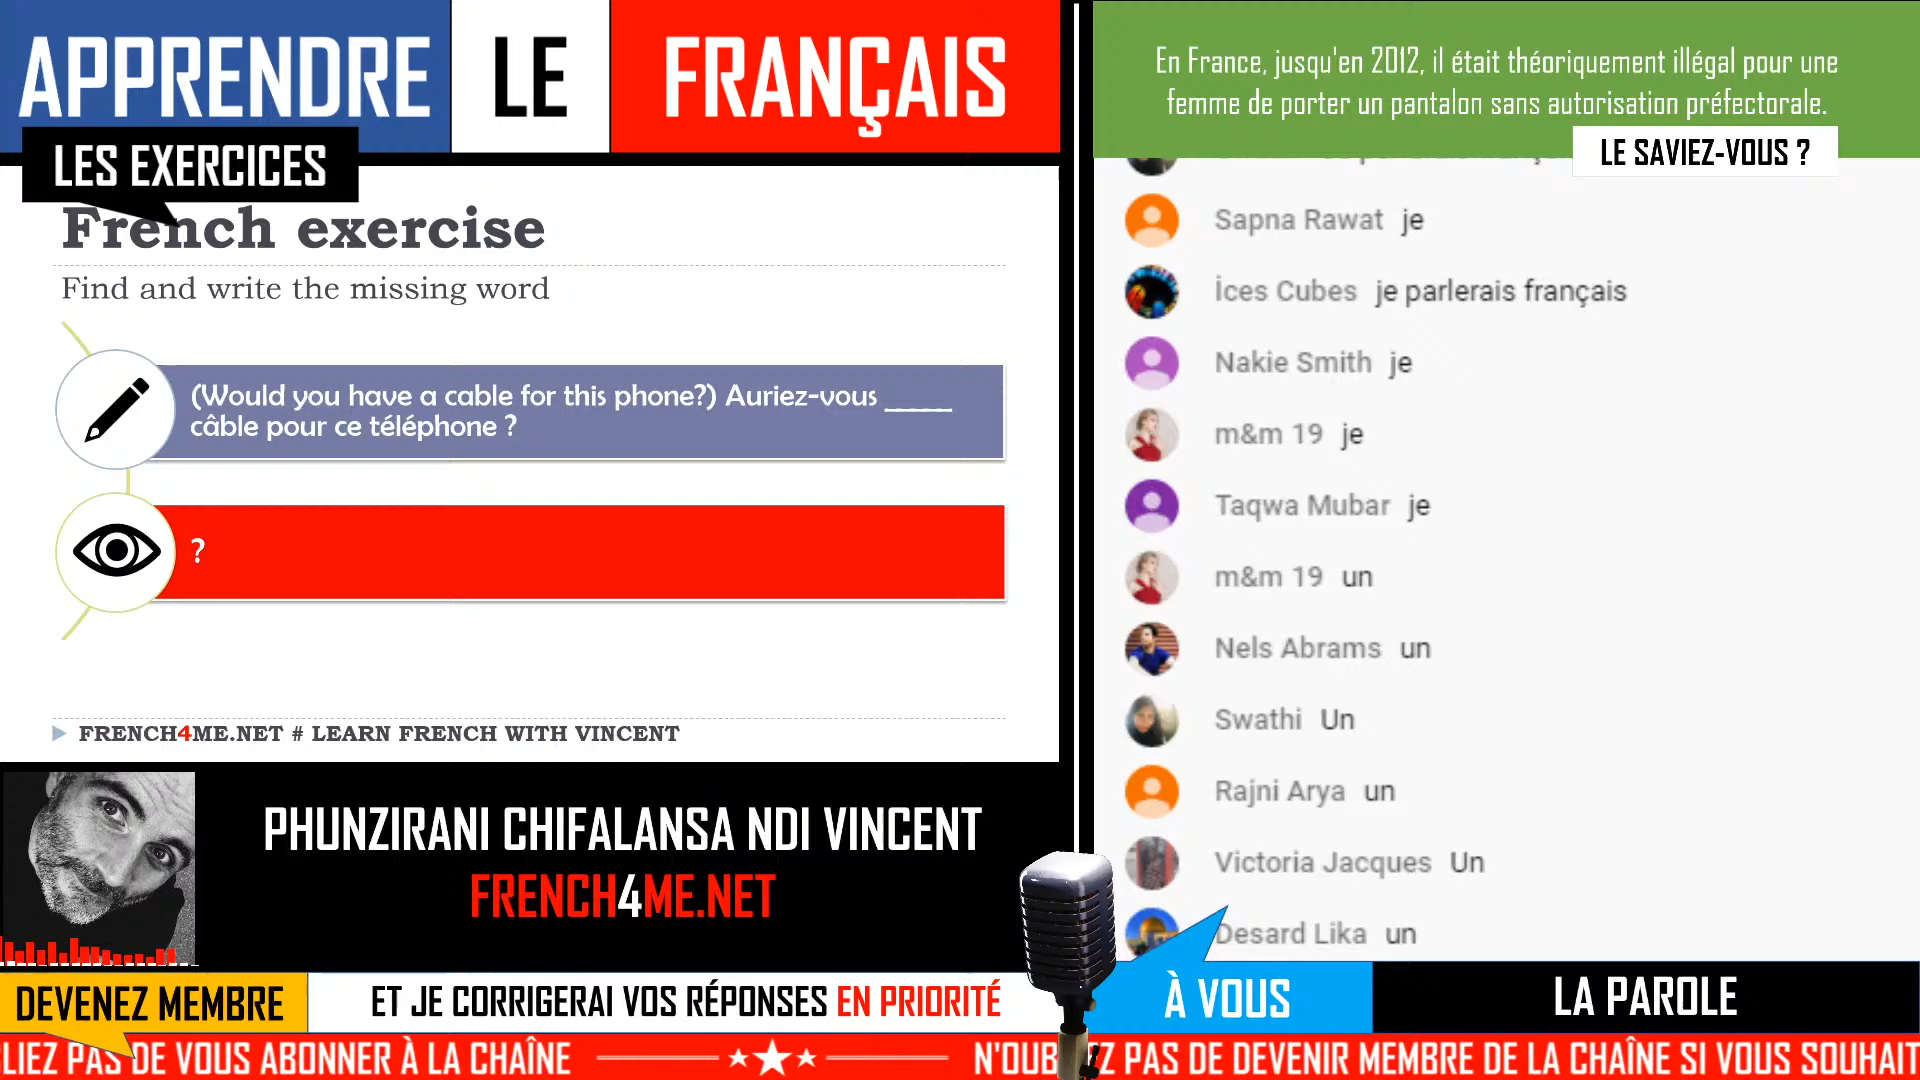 APPRENDRE LE FRANÇAIS
LES EXERCICES
French exercise
Find and write the missing word
(Would you have a cable for this phone?) Auriez-vous _____
câble pour ce téléphone ?
?
FRENCH4ME.NET # LEARN FRENCH WITH VINCENT
PHUNZIRANI CHIFALANSA NDI VINCENT
FRENCH4ME.NET
DEVENEZ MEMBRE
ET JE CORRIGERAI VOS RÉPONSES EN PRIORITÉ
En France, jusqu'en 2012, il était théoriquement illégal pour une
femme de porter un pantalon sans autorisation préfectorale.
LE SAVIEZ-VOUS ?
Sapna Rawat je
İces Cubes je parlerais français
Nakie Smith je
m&m 19 je
Taqwa Mubar je
m&m 19 un
Nels Abrams un
Swathi Un
Rajni Arya un
Victoria Jacques Un
Desard Lika un
À VOUS LA PAROLE
LIEZ PAS DE VOUS ABONNER À LA CHAÎNE N'OUB Z PAS DE DEVENIR MEMBRE DE LA CHAÎNE SI VOUS SOUHAIT